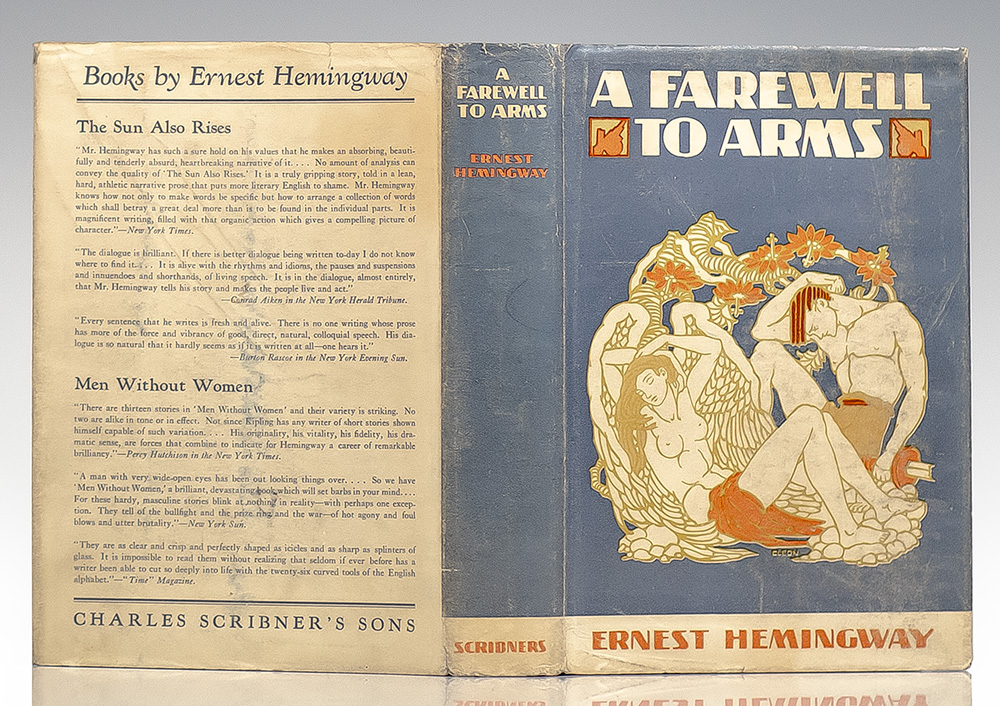 Books by Ernest Hemingway
The Sun Also Rises
"Mr. Hemingway has such a sure hold on his values that he makes an absorbing, beauti-
fully and tenderly absurd, heartbreaking narrative of it. . . . No amount of analysis can
convey the quality of 'The Sun Also Rises.' It is a truly gripping story, told in a lean,
hard, athletic narrative prose that puts more literary English to shame. Mr. Hemingway
knows how not only to make words be specific but how to arrange a collection of words
which shall betray a great deal more than is to be found in the individual parts. It is
magnificent writing, filled with that organic action which gives a compelling picture of
character."—New York Times.
"The dialogue is brilliant. If there is better dialogue being written to-day I do not know
where to find it. . . . It is alive with the rhythms and idioms, the pauses and suspensions
and innuendoes and shorthands, of living speech. It is in the dialogue, almost entirely,
that Mr. Hemingway tells his story and makes the people live and act."
—Conrad Aiken in the New York Herald Tribune.
"Every sentence that he writes is fresh and alive. There is no one writing whose prose
has more of the force and vibrancy of good, direct, natural, colloquial speech. His dia-
logue is so natural that it hardly seems as if it is written at all—one hears it."
—Burton Rascoe in the New York Evening Sun.
Men Without Women
"There are thirteen stories in 'Men Without Women' and their variety is striking. No
two are alike in tone or in effect. Not since Kipling has any writer of short stories shown
himself capable of such variation. . . . His originality, his vitality, his fidelity, his dra-
matic sense, are forces that combine to indicate for Hemingway a career of remarkable
brilliancy."—Percy Hutchison in the New York Times.
"A man with very wide-open eyes has been out looking things over. . . . So we have
'Men Without Women,' a brilliant, devastating book which will set barbs in your mind. . . .
For these hardy, masculine stories blink at nothing in reality—with perhaps one excep-
tion. They tell of the bullfight and the prize ring and the war—of hot agony and foul
blows and utter brutality."—New York Sun.
"They are as clear and crisp and perfectly shaped as icicles and as sharp as splinters of
glass. It is impossible to read them without realizing that seldom if ever before has a
writer been able to cut so deeply into life with the twenty-six curved tools of the English
alphabet."—"Time" Magazine.
CHARLES SCRIBNER'S SONS
A
FAREWELL
TO ARMS
ERNEST
HEMINGWAY
SCRIBNERS
A FAREWELL
TO ARMS
CLEON
ERNEST HEMINGWAY